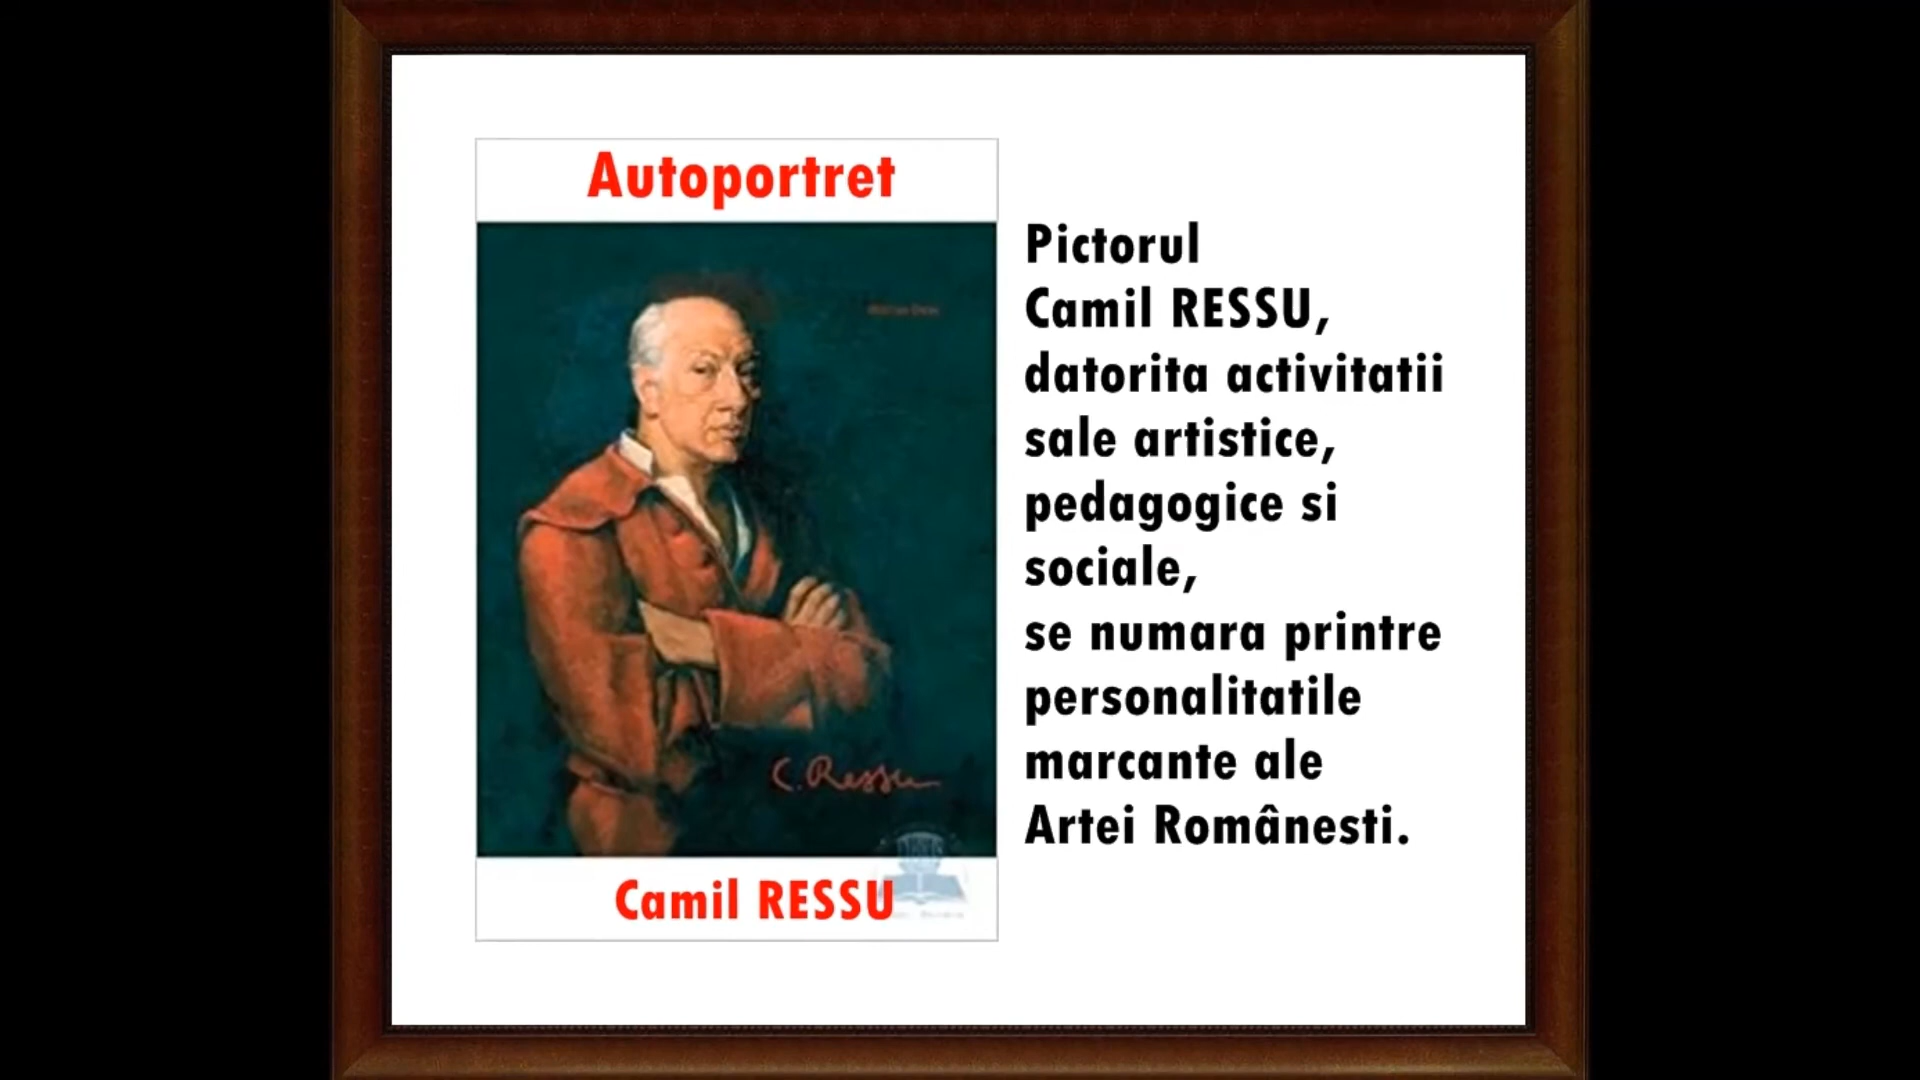 Autoportret
C. Ressu
Camil RESSU
Pictorul
Camil RESSU,
datorita activitatii
sale artistice,
pedagogice si
sociale,
se numara printre
personalitatile
marcante ale
Artei Românesti.